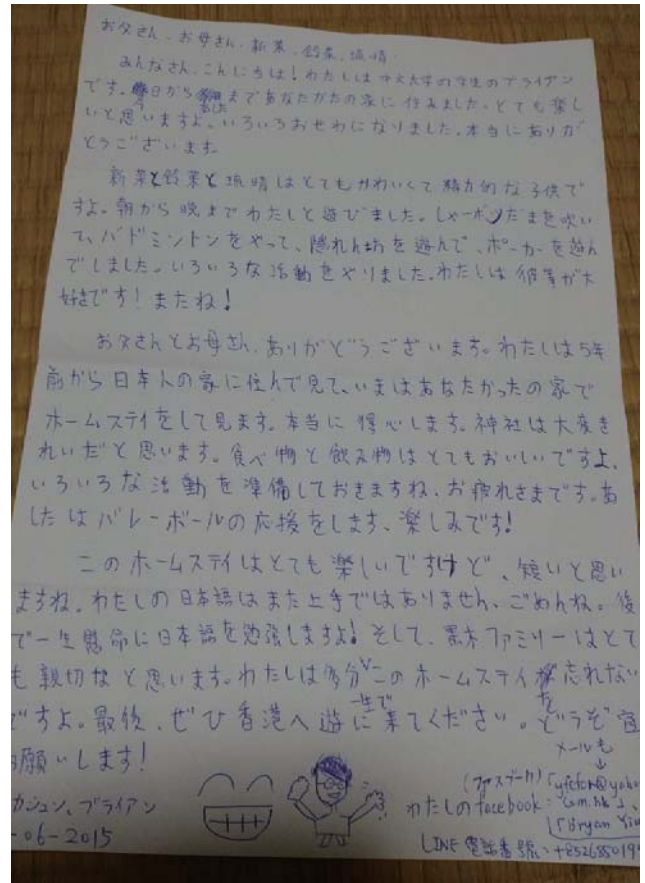 お父さん、お母さん、新菜、鈴菜、琉晴、
みんなさん、こんにちは！わたしは中文大学の学生のブライアン
です。今日からあしたまであなたがたの家に住みました。とても楽し
いと思いますよ。いろいろおせわになりました。本当にありが
とうございます。
新菜と鈴菜と琉晴はとてもかわいくて精力的な子供で
すよ。朝から晩までわたしと遊びました。しゃーボンだまを吹い
て、バドミントンをやって、隠れん坊を遊んで、ポーカーを遊ん
でしました。いろいろな活動をやりました。わたしは彼等が大
好きです！またね！
お父さんとお母さん、ありがどうございます。わたしは5年
前から日本人の家に住んで見て、いまはあなたかったの家で
ホームステイをして見ます。本当に得心します。神社は大変き
れいだと思います。食べ物と飲み物はとてもおいしいですよ、
いろいろな活動を準備しておきますね、お疲れさまです。あ
したはバレーボールの応援をします、楽しみです！
このホームステイはとても楽しいですけど、短いと思い
ますね。わたしの日本語はまた上手ではありません、ごめんね。後
で一生懸命に日本語を勉強しますよ！そして、黒木ファミリーはとて
も親切なと思います。わたしは多分このホームステイを一生で忘れない
ですよ。最後、ぜひ香港へ遊に来てください。どうぞ宜
お願いします！
メールも
カジュン、ブライアン
-06-2015
わたしのfacebook:
LINE 電話番號: